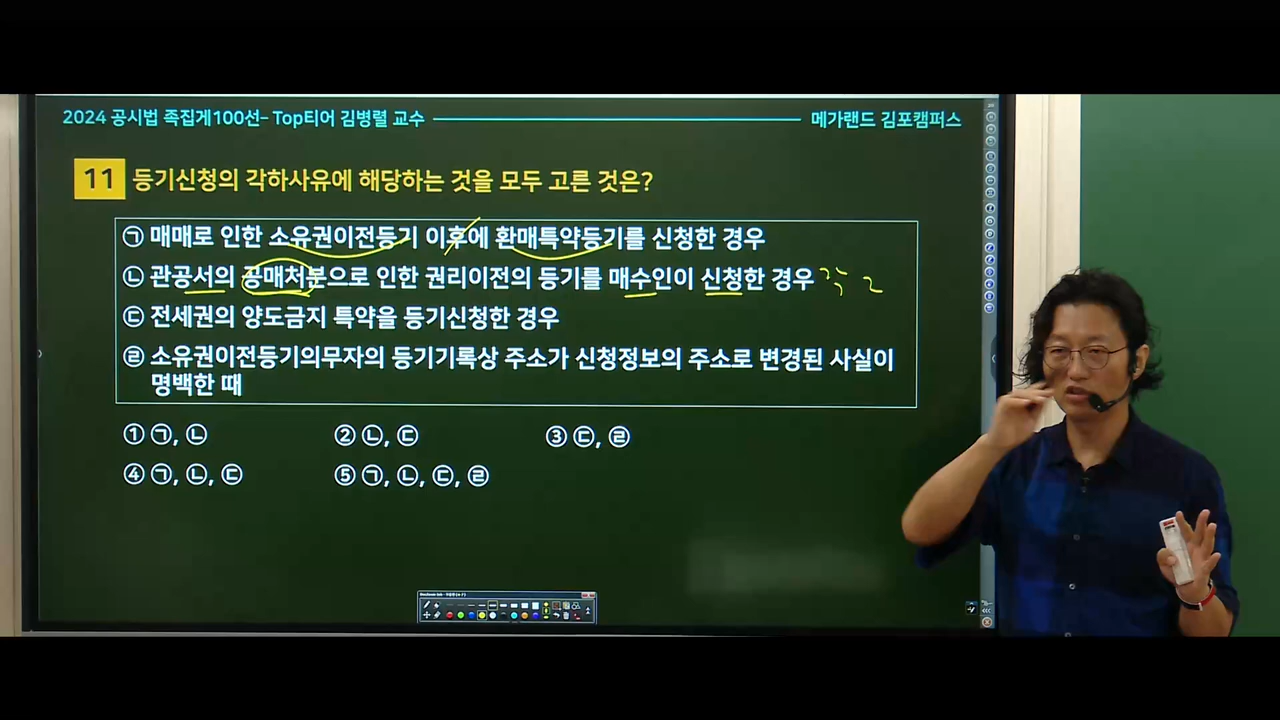 2024 공시법 족집게100선- Top티어 김병렬 교수
메가랜드 김포캠퍼스
11 등기신청의 각하사유에 해당하는 것을 모두 고른 것은?
㉠ 매매로 인한 소유권이전등기 이후에 환매특약등기를 신청한 경우
㉡ 관공서의 공매처분으로 인한 권리이전의 등기를 매수인이 신청한 경우 각 2
㉢ 전세권의 양도금지 특약을 등기신청한 경우
㉣ 소유권이전등기의무자의 등기기록상 주소가 신청정보의 주소로 변경된 사실이
명백한 때
① ㉠, ㉡ ② ㉡, ㉢ ③ ㉢, ㉣
④ ㉠, ㉡, ㉢ ⑤ ㉠, ㉡, ㉢, ㉣